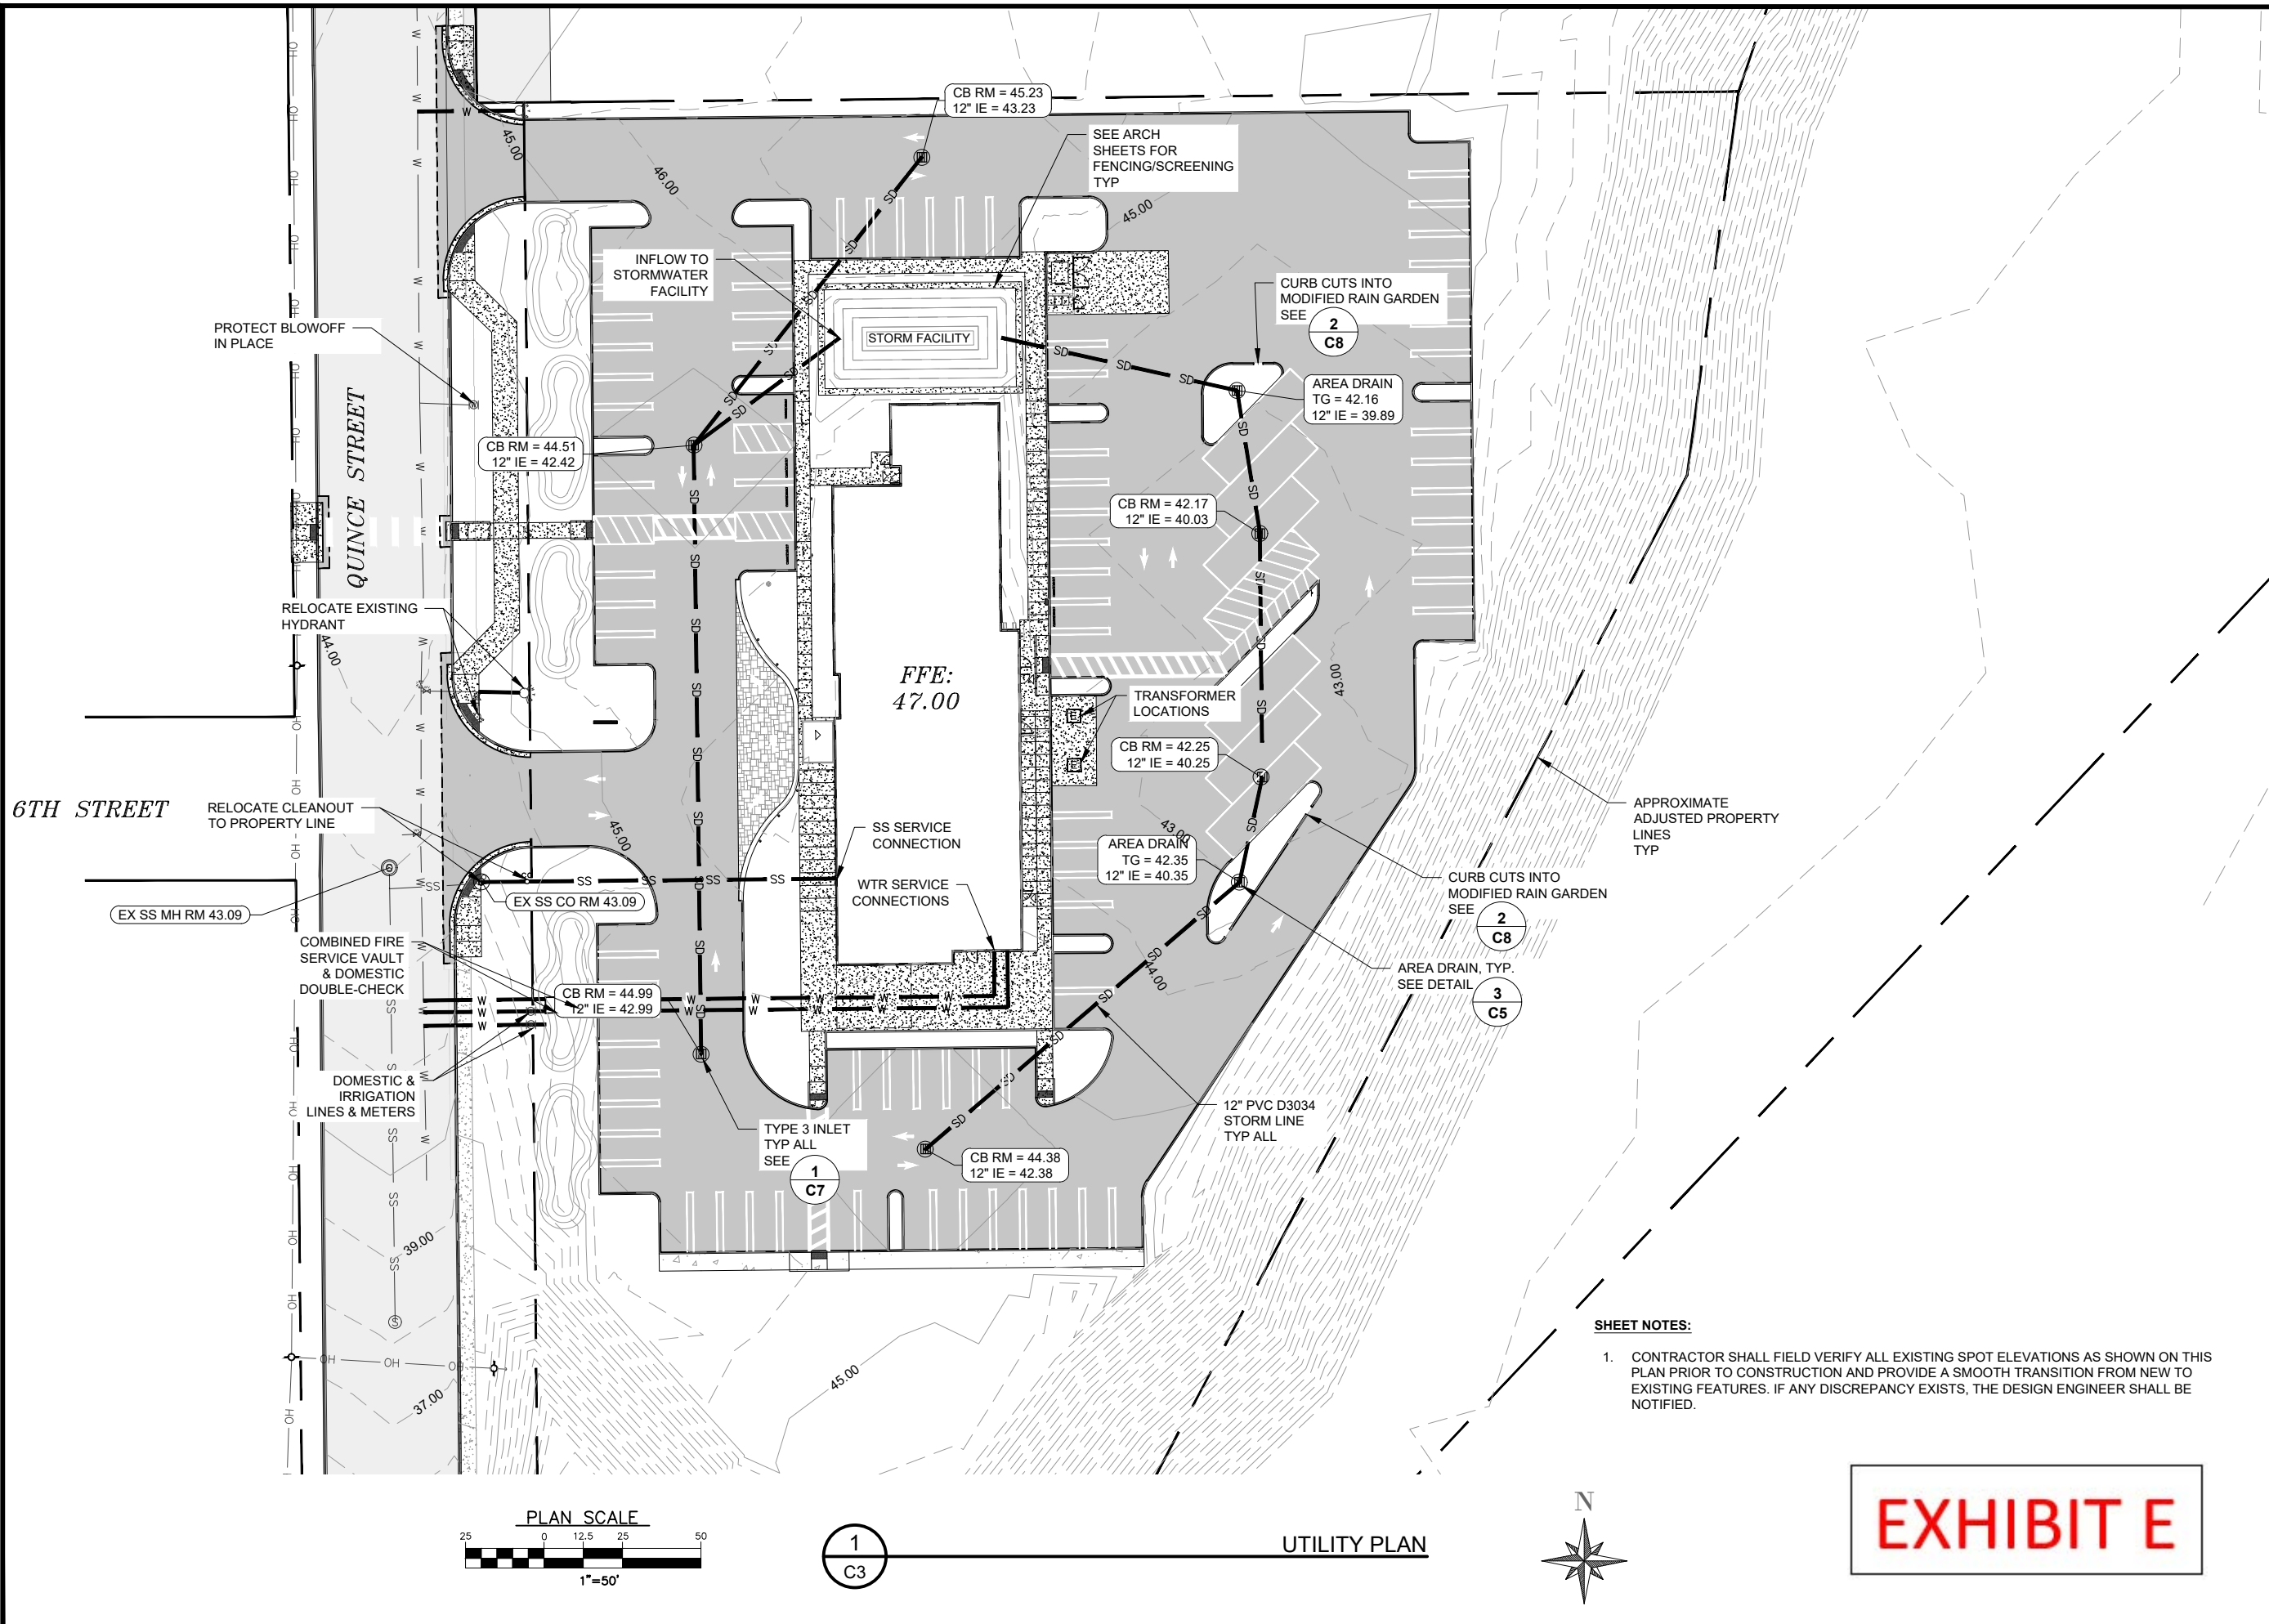 CB RM = 45.23
12" IE = 43.23
SEE ARCH
SHEETS FOR
FENCING/SCREENING
TYP
45.00
46.00
45.00
INFLOW TO
STORMWATER
FACILITY
STORM FACILITY
CURB CUTS INTO
MODIFIED RAIN GARDEN
SEE
2
C8
PROTECT BLOWOFF
IN PLACE
QUINCE STREET
AREA DRAIN
TG = 42.16
12" IE = 39.89
CB RM = 44.51
12" IE = 42.42
CB RM = 42.17
12" IE = 40.03
RELOCATE EXISTING
HYDRANT
44.00
FFE:
47.00
43.00
TRANSFORMER
LOCATIONS
CB RM = 42.25
12" IE = 40.25
6TH STREET
RELOCATE CLEANOUT
TO PROPERTY LINE
45.00
SS SERVICE
CONNECTION
43.00
AREA DRAIN
TG = 42.35
12" IE = 40.35
APPROXIMATE
ADJUSTED PROPERTY
LINES
TYP
WTR SERVICE
CONNECTIONS
CURB CUTS INTO
MODIFIED RAIN GARDEN
SEE
2
C8
EX SS MH RM 43.09
EX SS CO RM 43.09
COMBINED FIRE
SERVICE VAULT
& DOMESTIC
DOUBLE-CHECK
CB RM = 44.99
12" IE = 42.99
44.00
AREA DRAIN, TYP.
SEE DETAIL
3
C5
DOMESTIC &
IRRIGATION
LINES & METERS
TYPE 3 INLET
TYP ALL
SEE
1
C7
12" PVC D3034
STORM LINE
TYP ALL
CB RM = 44.38
12" IE = 42.38
39.00
37.00
45.00
SHEET NOTES:
1. CONTRACTOR SHALL FIELD VERIFY ALL EXISTING SPOT ELEVATIONS AS SHOWN ON THIS
PLAN PRIOR TO CONSTRUCTION AND PROVIDE A SMOOTH TRANSITION FROM NEW TO
EXISTING FEATURES. IF ANY DISCREPANCY EXISTS, THE DESIGN ENGINEER SHALL BE
NOTIFIED.
PLAN SCALE
25 0 12.5 25 50
1"=50'
1
C3
UTILITY PLAN
N
EXHIBIT E